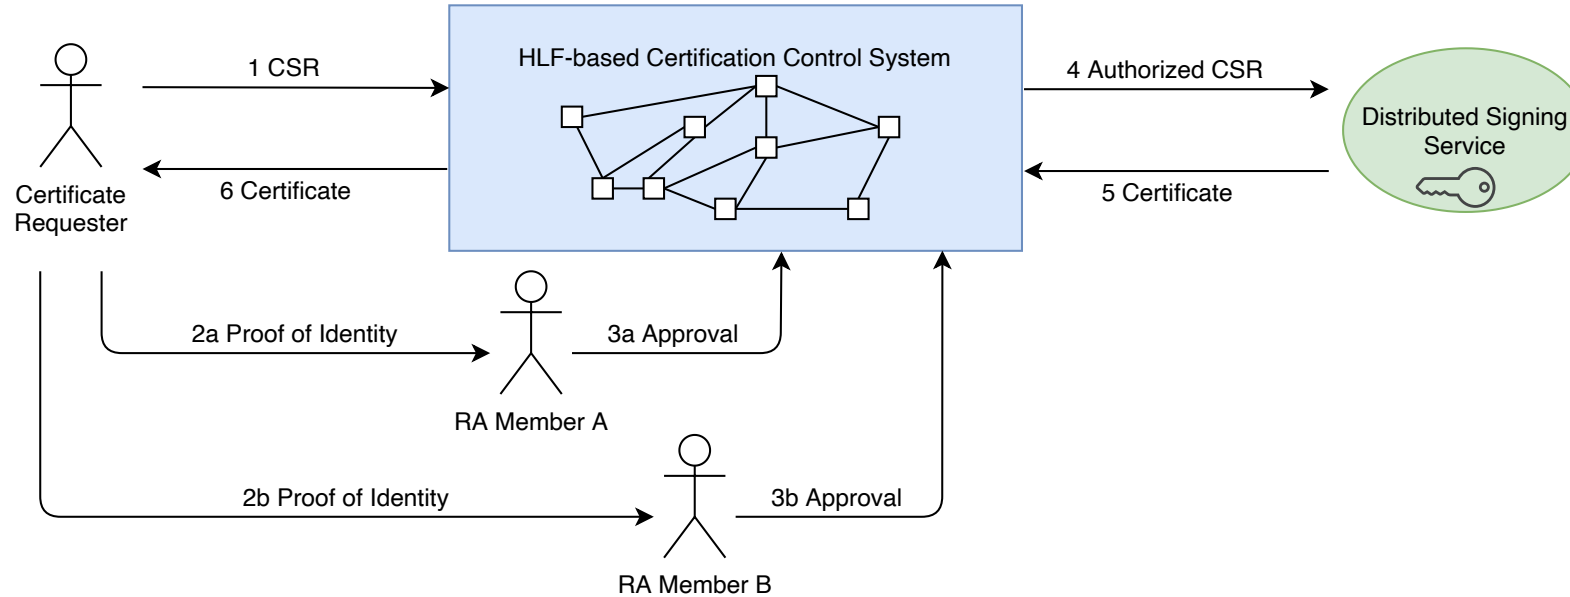 HLF-based Certification Control System
1 CSR
4 Authorized CSR
Distributed Signing
Service
6 Certificate
5 Certificate
Certificate
Requester
2a Proof of Identity
3a Approval
RA Member A
2b Proof of Identity
3b Approval
RA Member B